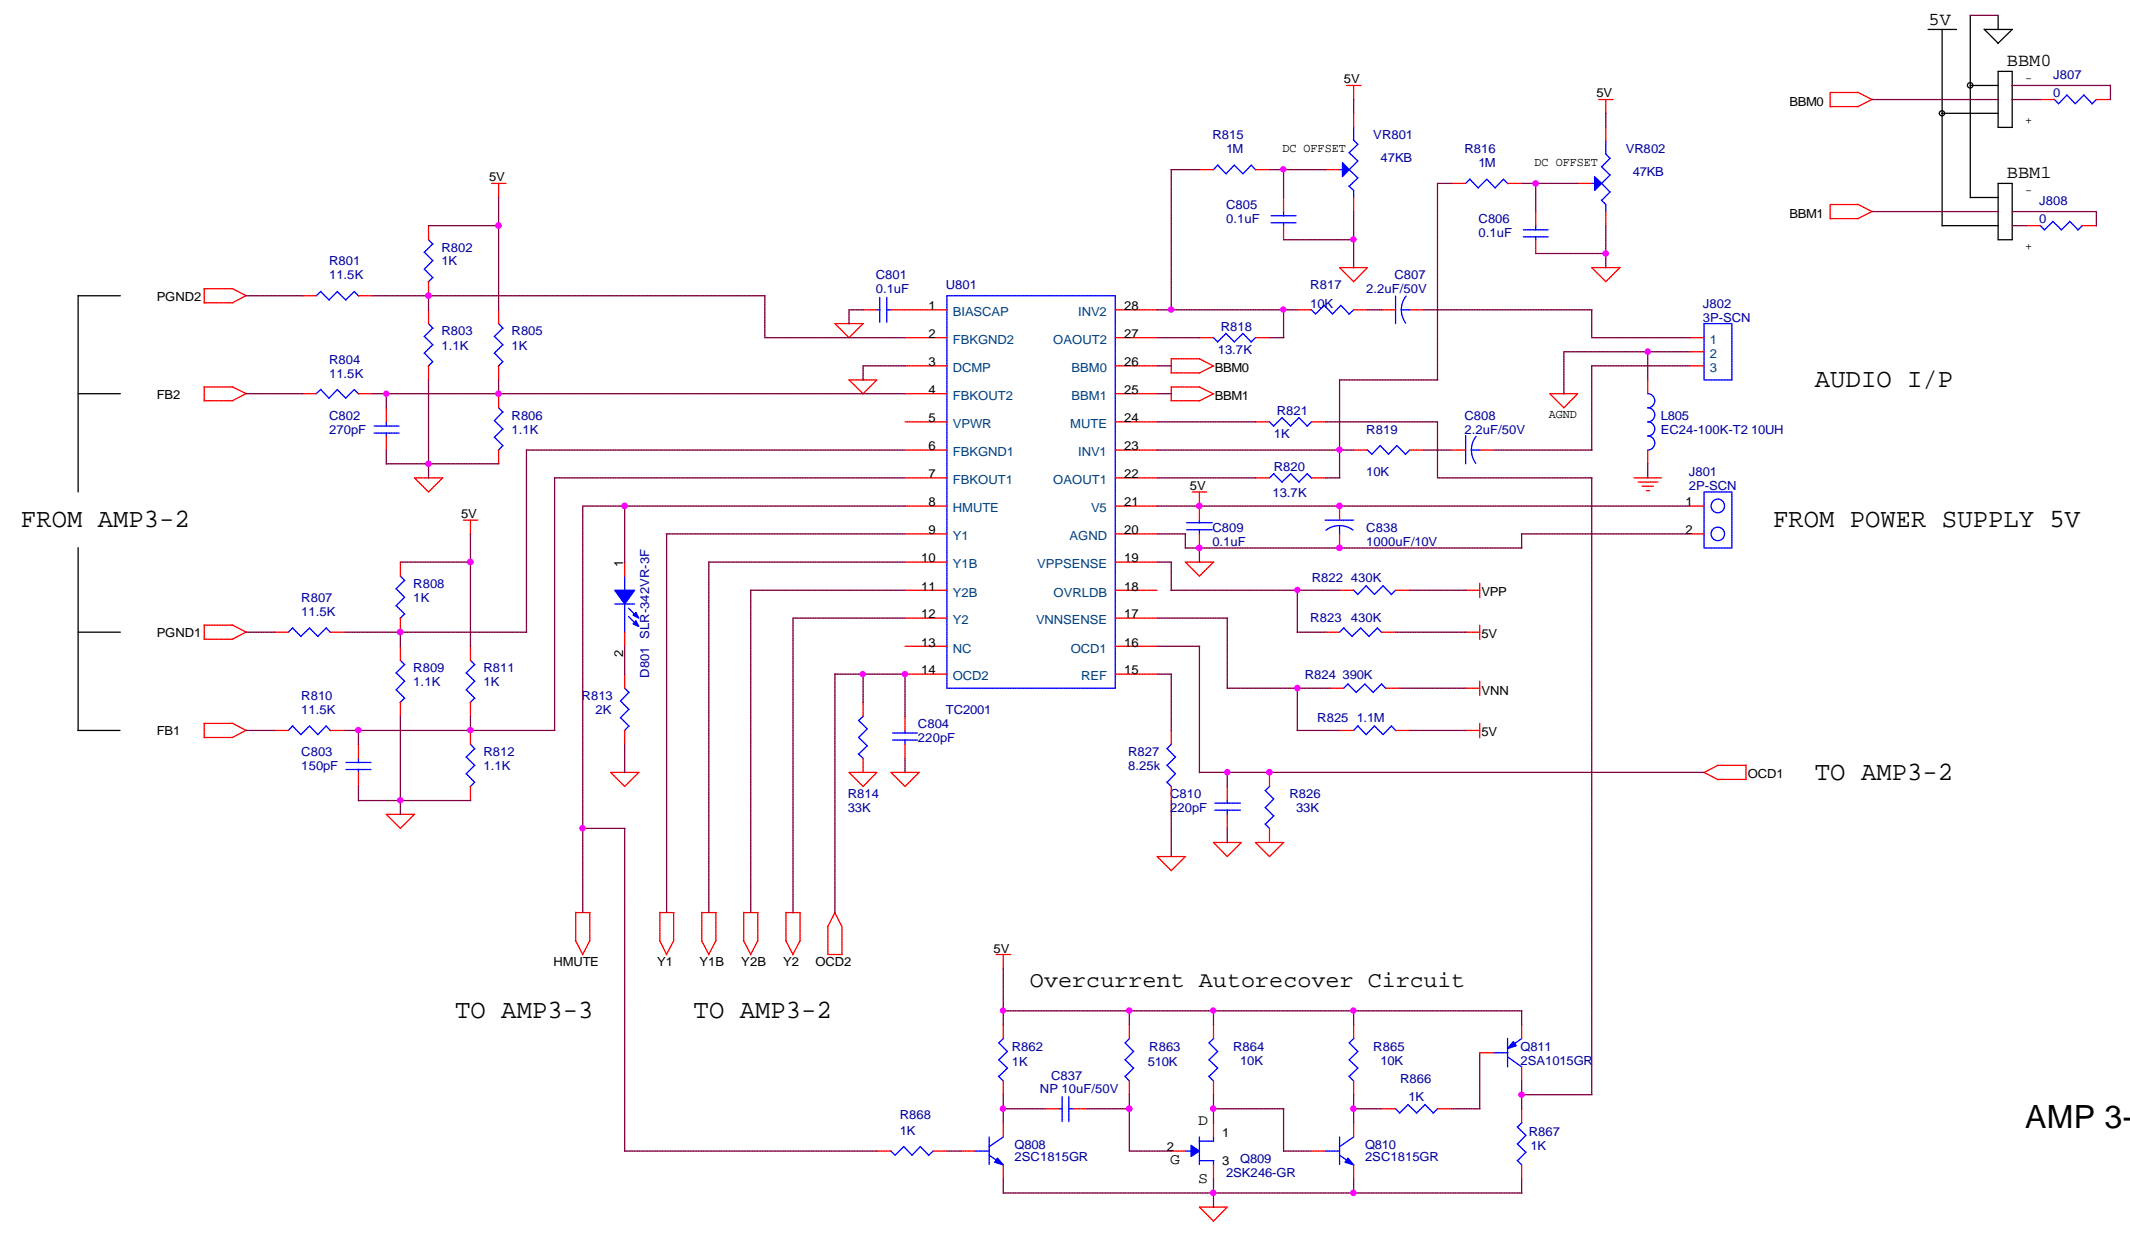 5V
BBM0
-
J807
0
BBM0
+
BBM1
-
J808
0
BBM1
+
5V
R815
1M
DC OFFSET
VR801
47KB
C805
0.1uF
5V
R816
1M
DC OFFSET
VR802
47KB
C806
0.1uF
5V
R802
1K
R801
11.5K
PGND2
R803
1.1K
R805
1K
R804
11.5K
FB2
C802
270pF
R806
1.1K
FROM AMP3-2
5V
R808
1K
R807
11.5K
PGND1
R809
1.1K
R811
1K
R810
11.5K
FB1
C803
150pF
R812
1.1K
C801
0.1uF
U801
1 BIASCAP INV2 28
2 FBKGND2 OAOUT2 27
3 DCMP BBM0 26
4 FBKOUT2 BBM1 25
5 VPWR MUTE 24
6 FBKGND1 INV1 23
7 FBKOUT1 OAOUT1 22
8 HMUTE V5 21
9 Y1 AGND 20
10 Y1B VPPSENSE 19
11 Y2B OVRLDB 18
12 Y2 VNNSENSE 17
13 NC OCD1 16
14 OCD2 REF 15
TC2001
R817
10K
C807
2.2uF/50V
R818
13.7K
BBM0
BBM1
R821
1K
R819
10K
C808
2.2uF/50V
R820
13.7K
J802
3P-SCN
1
2
3
AUDIO I/P
AGND
L805
EC24-100K-T2 10UH
J801
2P-SCN
1
2
FROM POWER SUPPLY 5V
5V
C809
0.1uF
C838
1000uF/10V
R822 430K
VPP
R823 430K
5V
R824 390K
VNN
R825 1.1M
5V
OCD1
TO AMP3-2
R827
8.25k
C810
220pF
R826
33K
1
D801 SLR-342VR-3F
2
R813
2K
C804
220pF
R814
33K
HMUTE
Y1
Y1B
Y2B
Y2
OCD2
TO AMP3-3
TO AMP3-2
5V
Overcurrent Autorecover Circuit
R862
1K
R863
510K
R864
10K
R865
10K
Q811
2SA1015GR
C837
NP 10uF/50V
R866
1K
R868
1K
Q808
2SC1815GR
D
1
2
G
3
S
Q809
2SK246-GR
Q810
2SC1815GR
R867
1K
AMP 3-